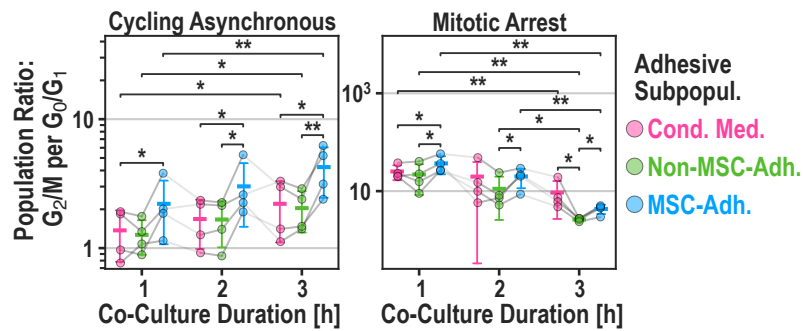 Cycling Asynchronous
Mitotic Arrest
Population Ratio:
G2/M per G0/G1
10
1
10³
10
** 
*
*
*
*
*
*
**
**
**
**
**
*
*
*
*
*
*
1
2
3
1
2
3
Co-Culture Duration [h]
Co-Culture Duration [h]
Adhesive
Subpopul.
Cond. Med.
Non-MSC-Adh.
MSC-Adh.